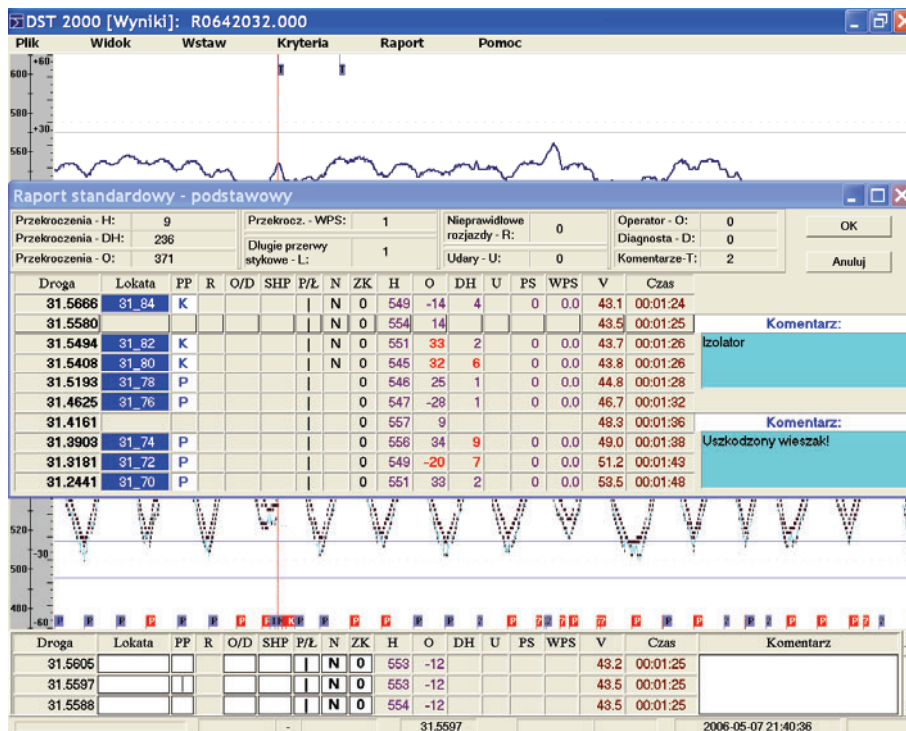 DST 2000 [Wyniki]: R0642032.000
Plik Widok Wstaw Kryteria Raport Pomoc
+60
600
T T
580
+30
560
Raport standardowy - podstawowy
Przekroczenia - H: 9 Przekrocz. - WPS: 1 Nieprawidłowe rozjazdy - R: 0 Operator - O: 0 OK
Przekroczenia - DH: 236 Diagnosta - D: 0
Przekroczenia - O: 371 Długie przerwy stykowe - L: 1 Udary - U: 0 Komentarze-T: 2 Anuluj
Droga Lokata PP R O/D SHP P/Ł N ZK H O DH U PS WPS V Czas
31.5666 31_84 K | N 0 549 -14 4 0 0.0 43.1 00:01:24
31.5580 | N 0 554 14 43.5 00:01:25 Komentarz:
31.5494 31_82 K | N 0 551 33 2 0 0.0 43.7 00:01:26 Izolator
31.5408 31_80 K | N 0 545 32 6 0 0.0 43.8 00:01:26
31.5193 31_78 P | 0 546 25 1 0 0.0 44.8 00:01:28
31.4625 31_76 P | 0 547 -28 1 0 0.0 46.7 00:01:32
31.4161 | 0 557 9 48.3 00:01:36 Komentarz:
31.3903 31_74 P | 0 556 34 9 0 0.0 49.0 00:01:38 Uszkodzony wieszak!
31.3181 31_72 P | 0 549 -20 7 0 0.0 51.2 00:01:43
31.2441 31_70 P | 0 551 33 2 0 0.0 53.5 00:01:48
520
-30
500
480
-60
Droga Lokata PP R O/D SHP P/Ł N ZK H O DH U PS WPS V Czas Komentarz
31.5605 | N 0 553 -12 43.2 00:01:25
31.5597 | N 0 553 -12 43.5 00:01:25
31.5588 | N 0 554 -12 43.5 00:01:25
- 31.5597 2006-05-07 21:40:36